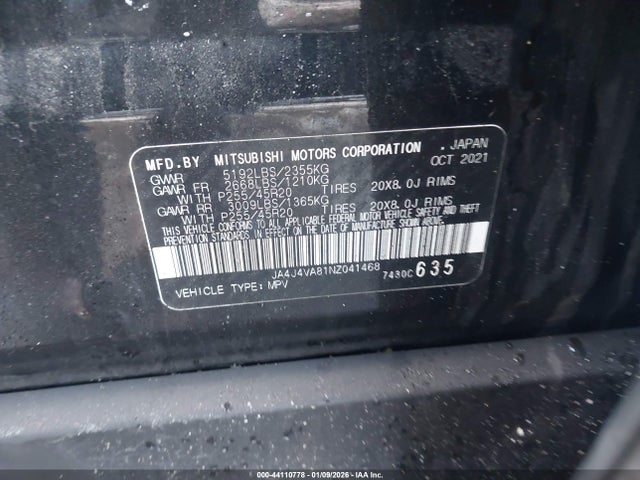 MFD.BY MITSUBISHI MOTORS CORPORATION . JAPAN
GVWR 5192LBS/2355KG OCT 2021
GAWR FR 2668LBS/1210KG
WITH P255/45R20 TIRES 20X8.0J RIMS
GAWR RR 3009LBS/1365KG
WITH P255/45R20 TIRES 20X8.0J RIMS
THIS VEHICLE CONFORMS TO ALL APPLICABLE FEDERAL MOTOR VEHICLE SAFETY AND THEFT
PREVENTION STANDARDS IN EFFECT ON THE DATE OF MANUFACTURE SHOWN ABOVE.
JA4J4VA81NZ041468
7430C 635
VEHICLE TYPE: MPV
000-44110778 - 01/09/2026 - IAA4111